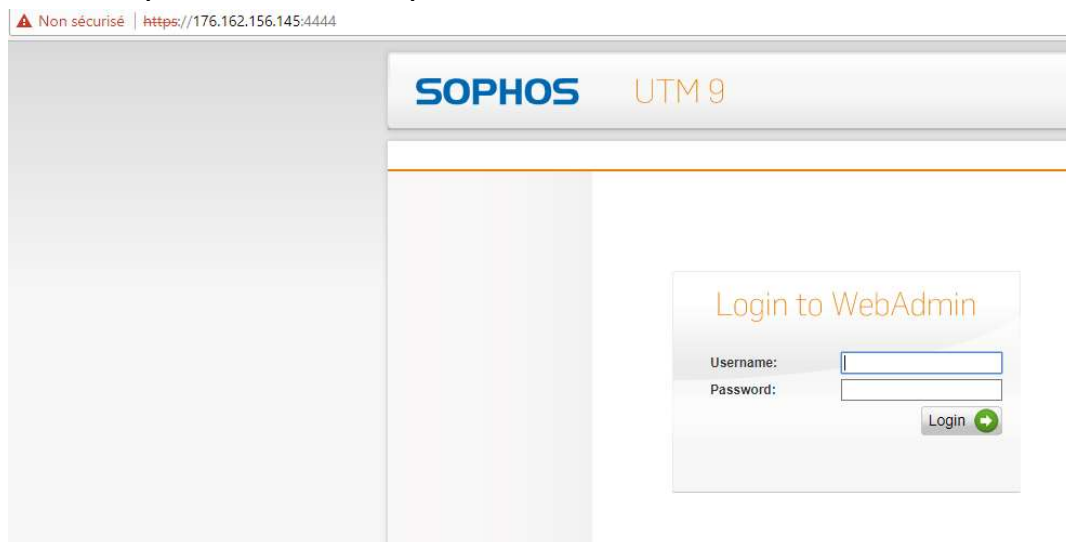 Non sécurisé | https://176.162.156.145:4444
SOPHOS UTM 9
Login to WebAdmin
Username:
Password:
Login